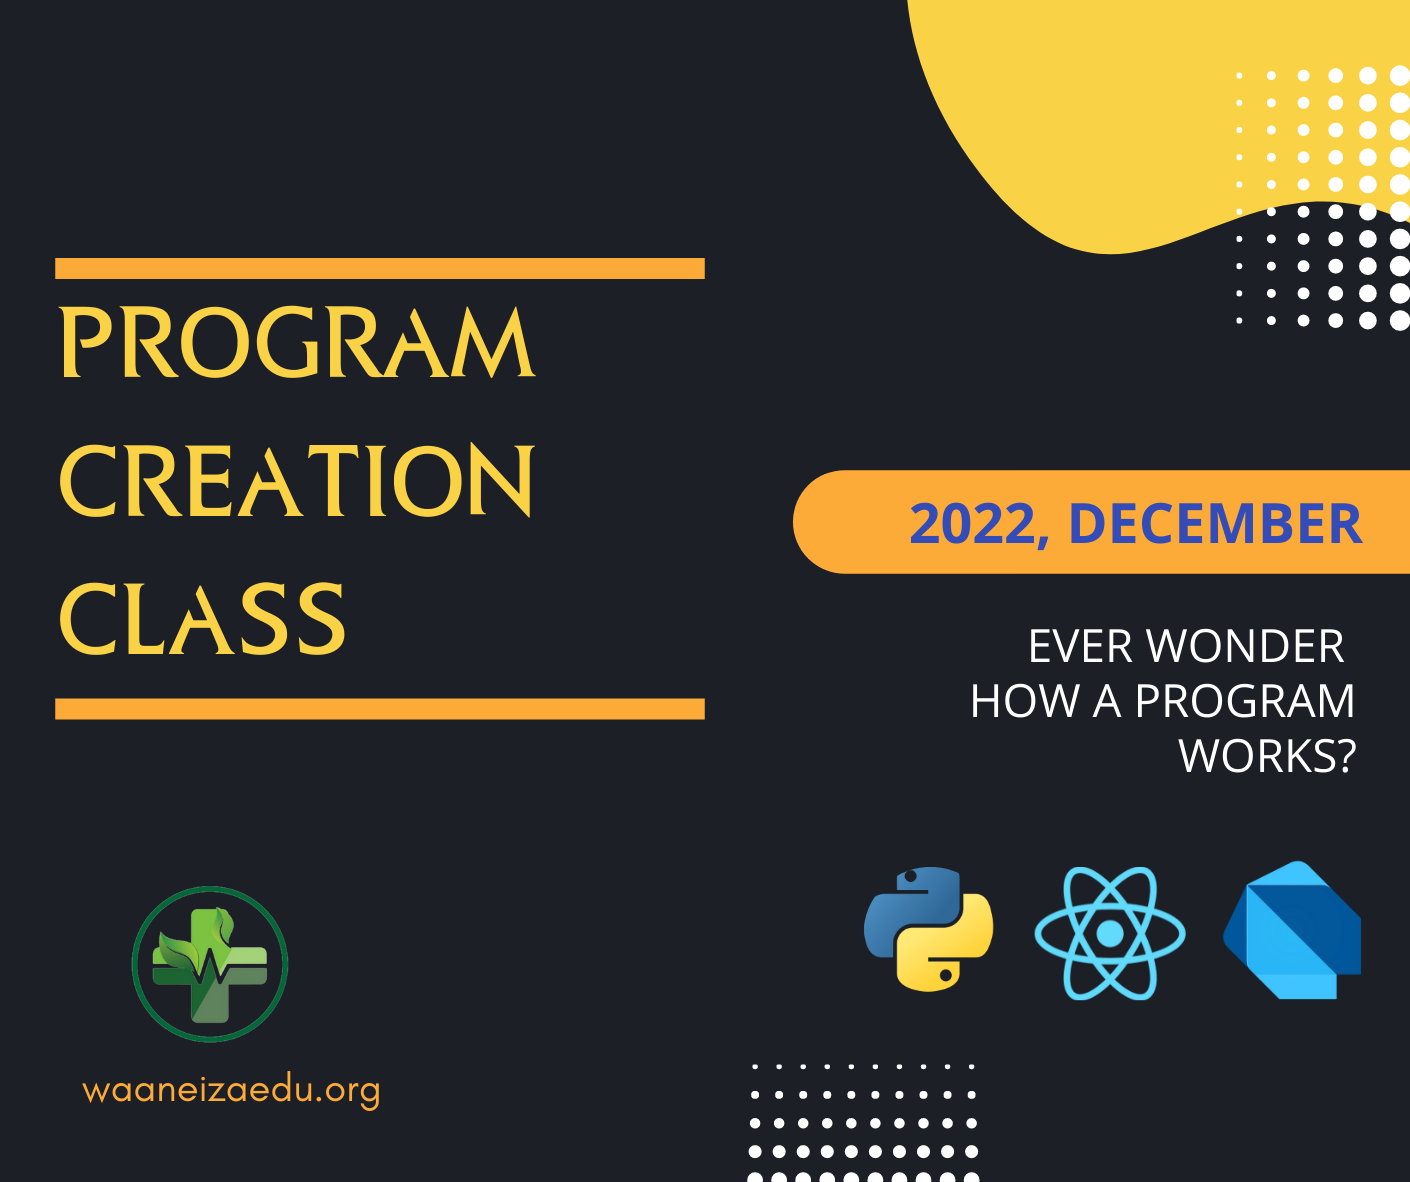 PROGRAM
CREATION
CLASS
2022, DECEMBER
EVER WONDER
HOW A PROGRAM
WORKS?
waaneizaedu.org